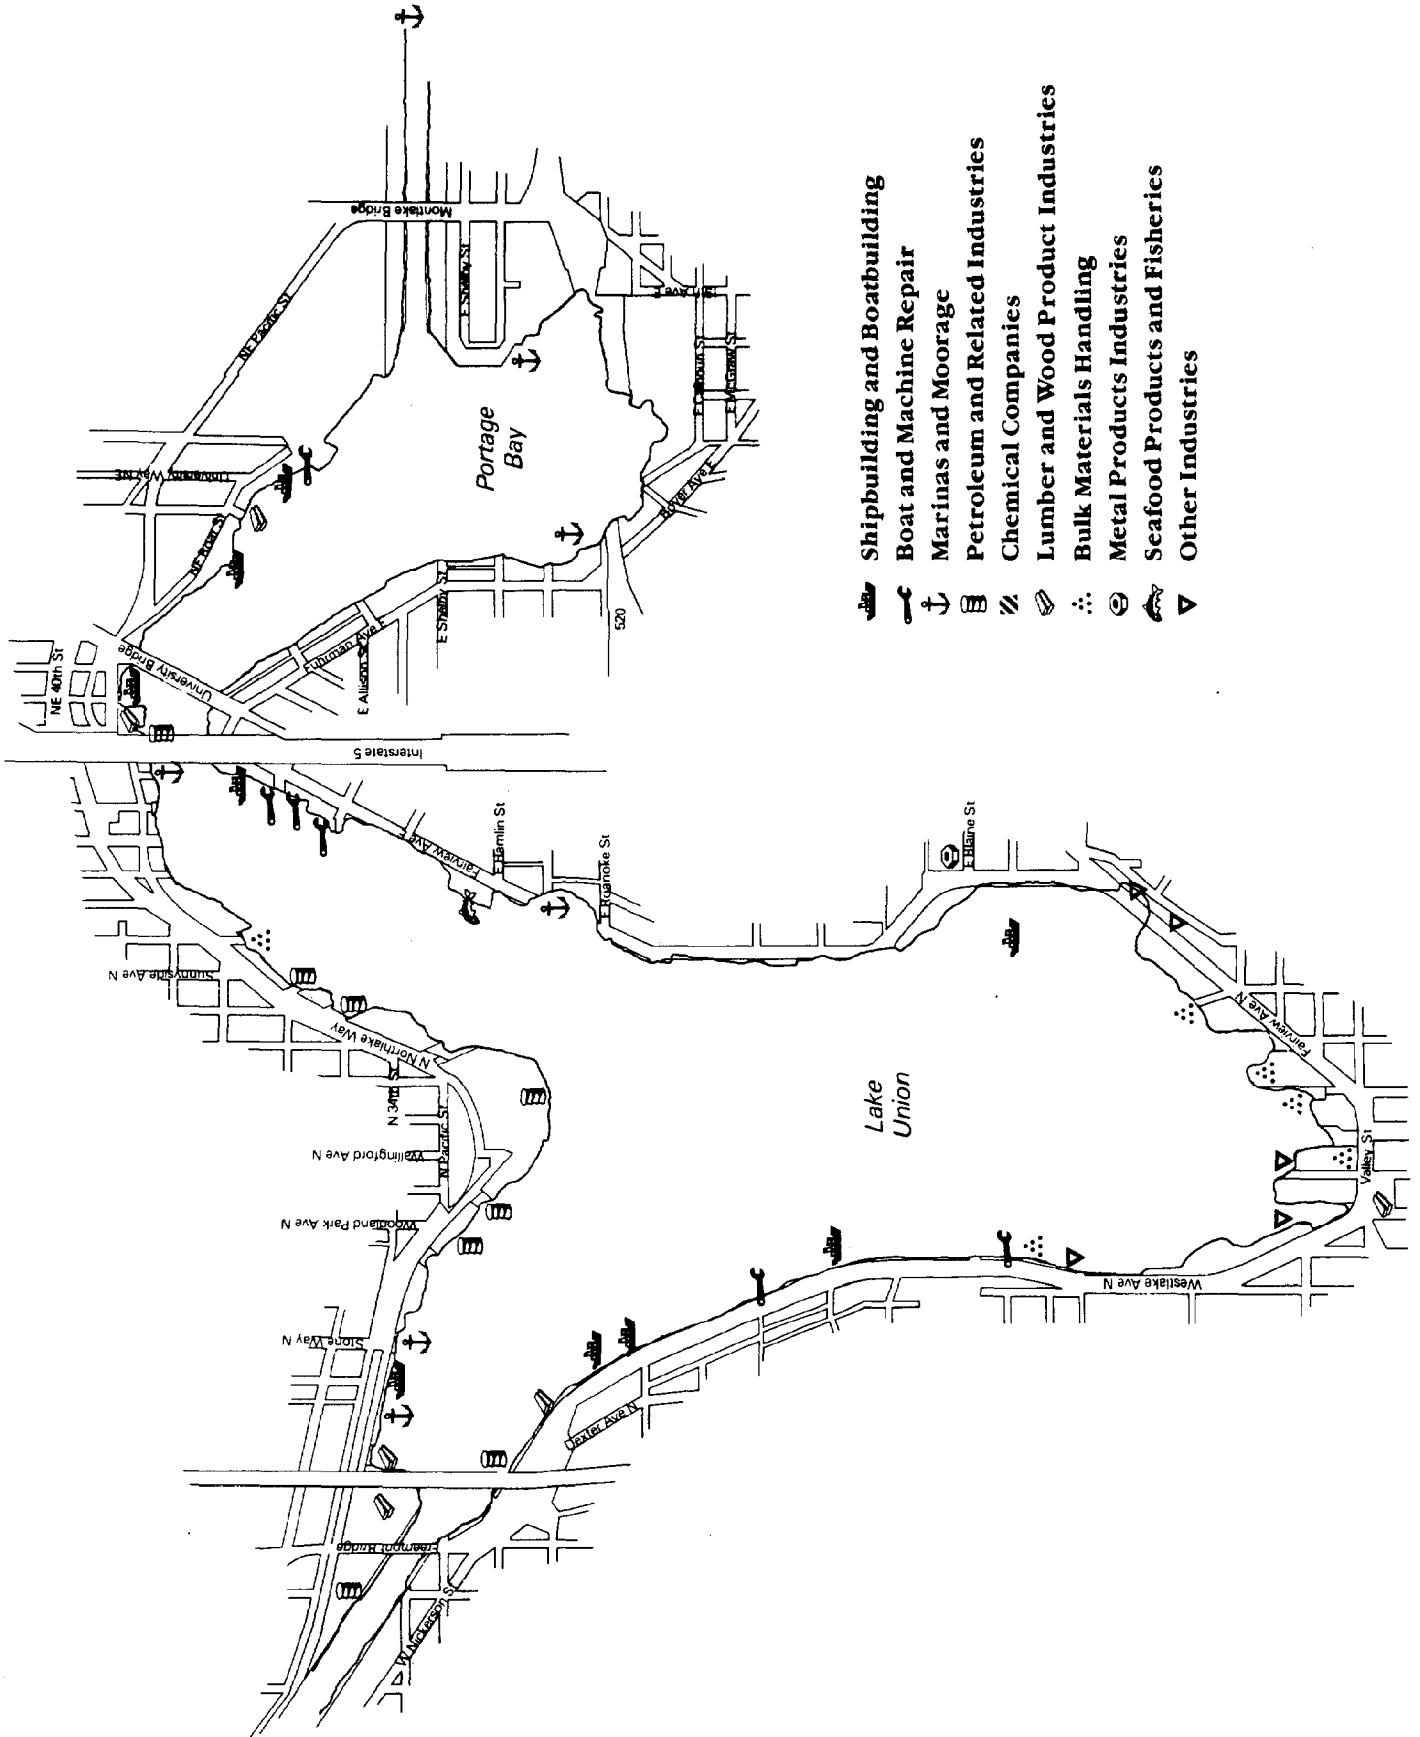 NE 40th St
University Bridge
NE Boat St
University
Way NE
NE Pacific St
Montlake Bridge
E Shelby St
Portage
Bay
E Calhoun St
E McGraw St
Boyer Ave E
520
E Shelby St
Fuhrman Ave E
E Allison St
Interstate 5
Fairview Ave E
E Hamlin St
E Roanoke St
E Blaine St
Fairview Ave N
Valley St
Westlake Ave N
Lake
Union
Sunnyside Ave N
N Northlake Way
N 34th St
N Pacific St
Wallingford Ave N
Woodland Park Ave N
Stone Way N
Dexter Ave N
Fremont Bridge
W Nickerson St
Shipbuilding and Boatbuilding
Boat and Machine Repair
Marinas and Moorage
Petroleum and Related Industries
Chemical Companies
Lumber and Wood Product Industries
Bulk Materials Handling
Metal Products Industries
Seafood Products and Fisheries
Other Industries